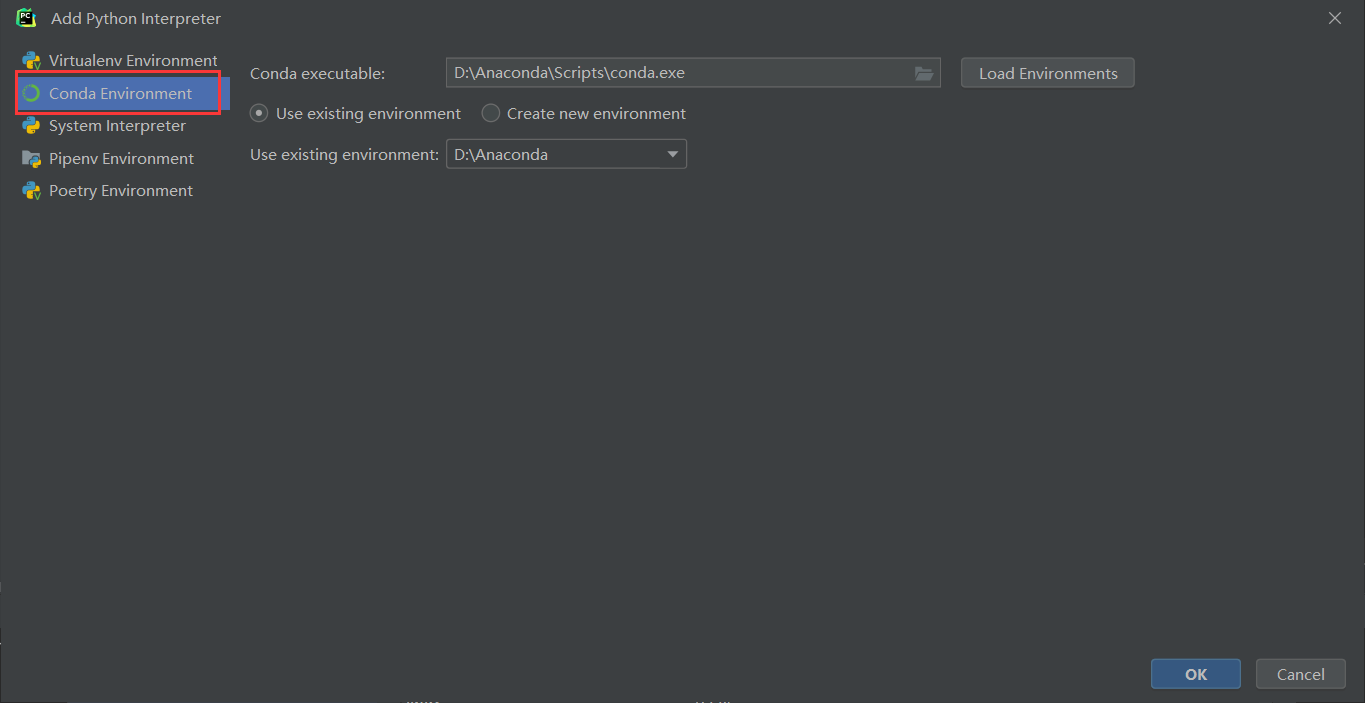 PC
Add Python Interpreter
Virtualenv Environment
Conda Environment
System Interpreter
Pipenv Environment
Poetry Environment
Conda executable: D:\Anaconda\Scripts\conda.exe Load Environments
Use existing environment Create new environment
Use existing environment: D:\Anaconda
OK Cancel